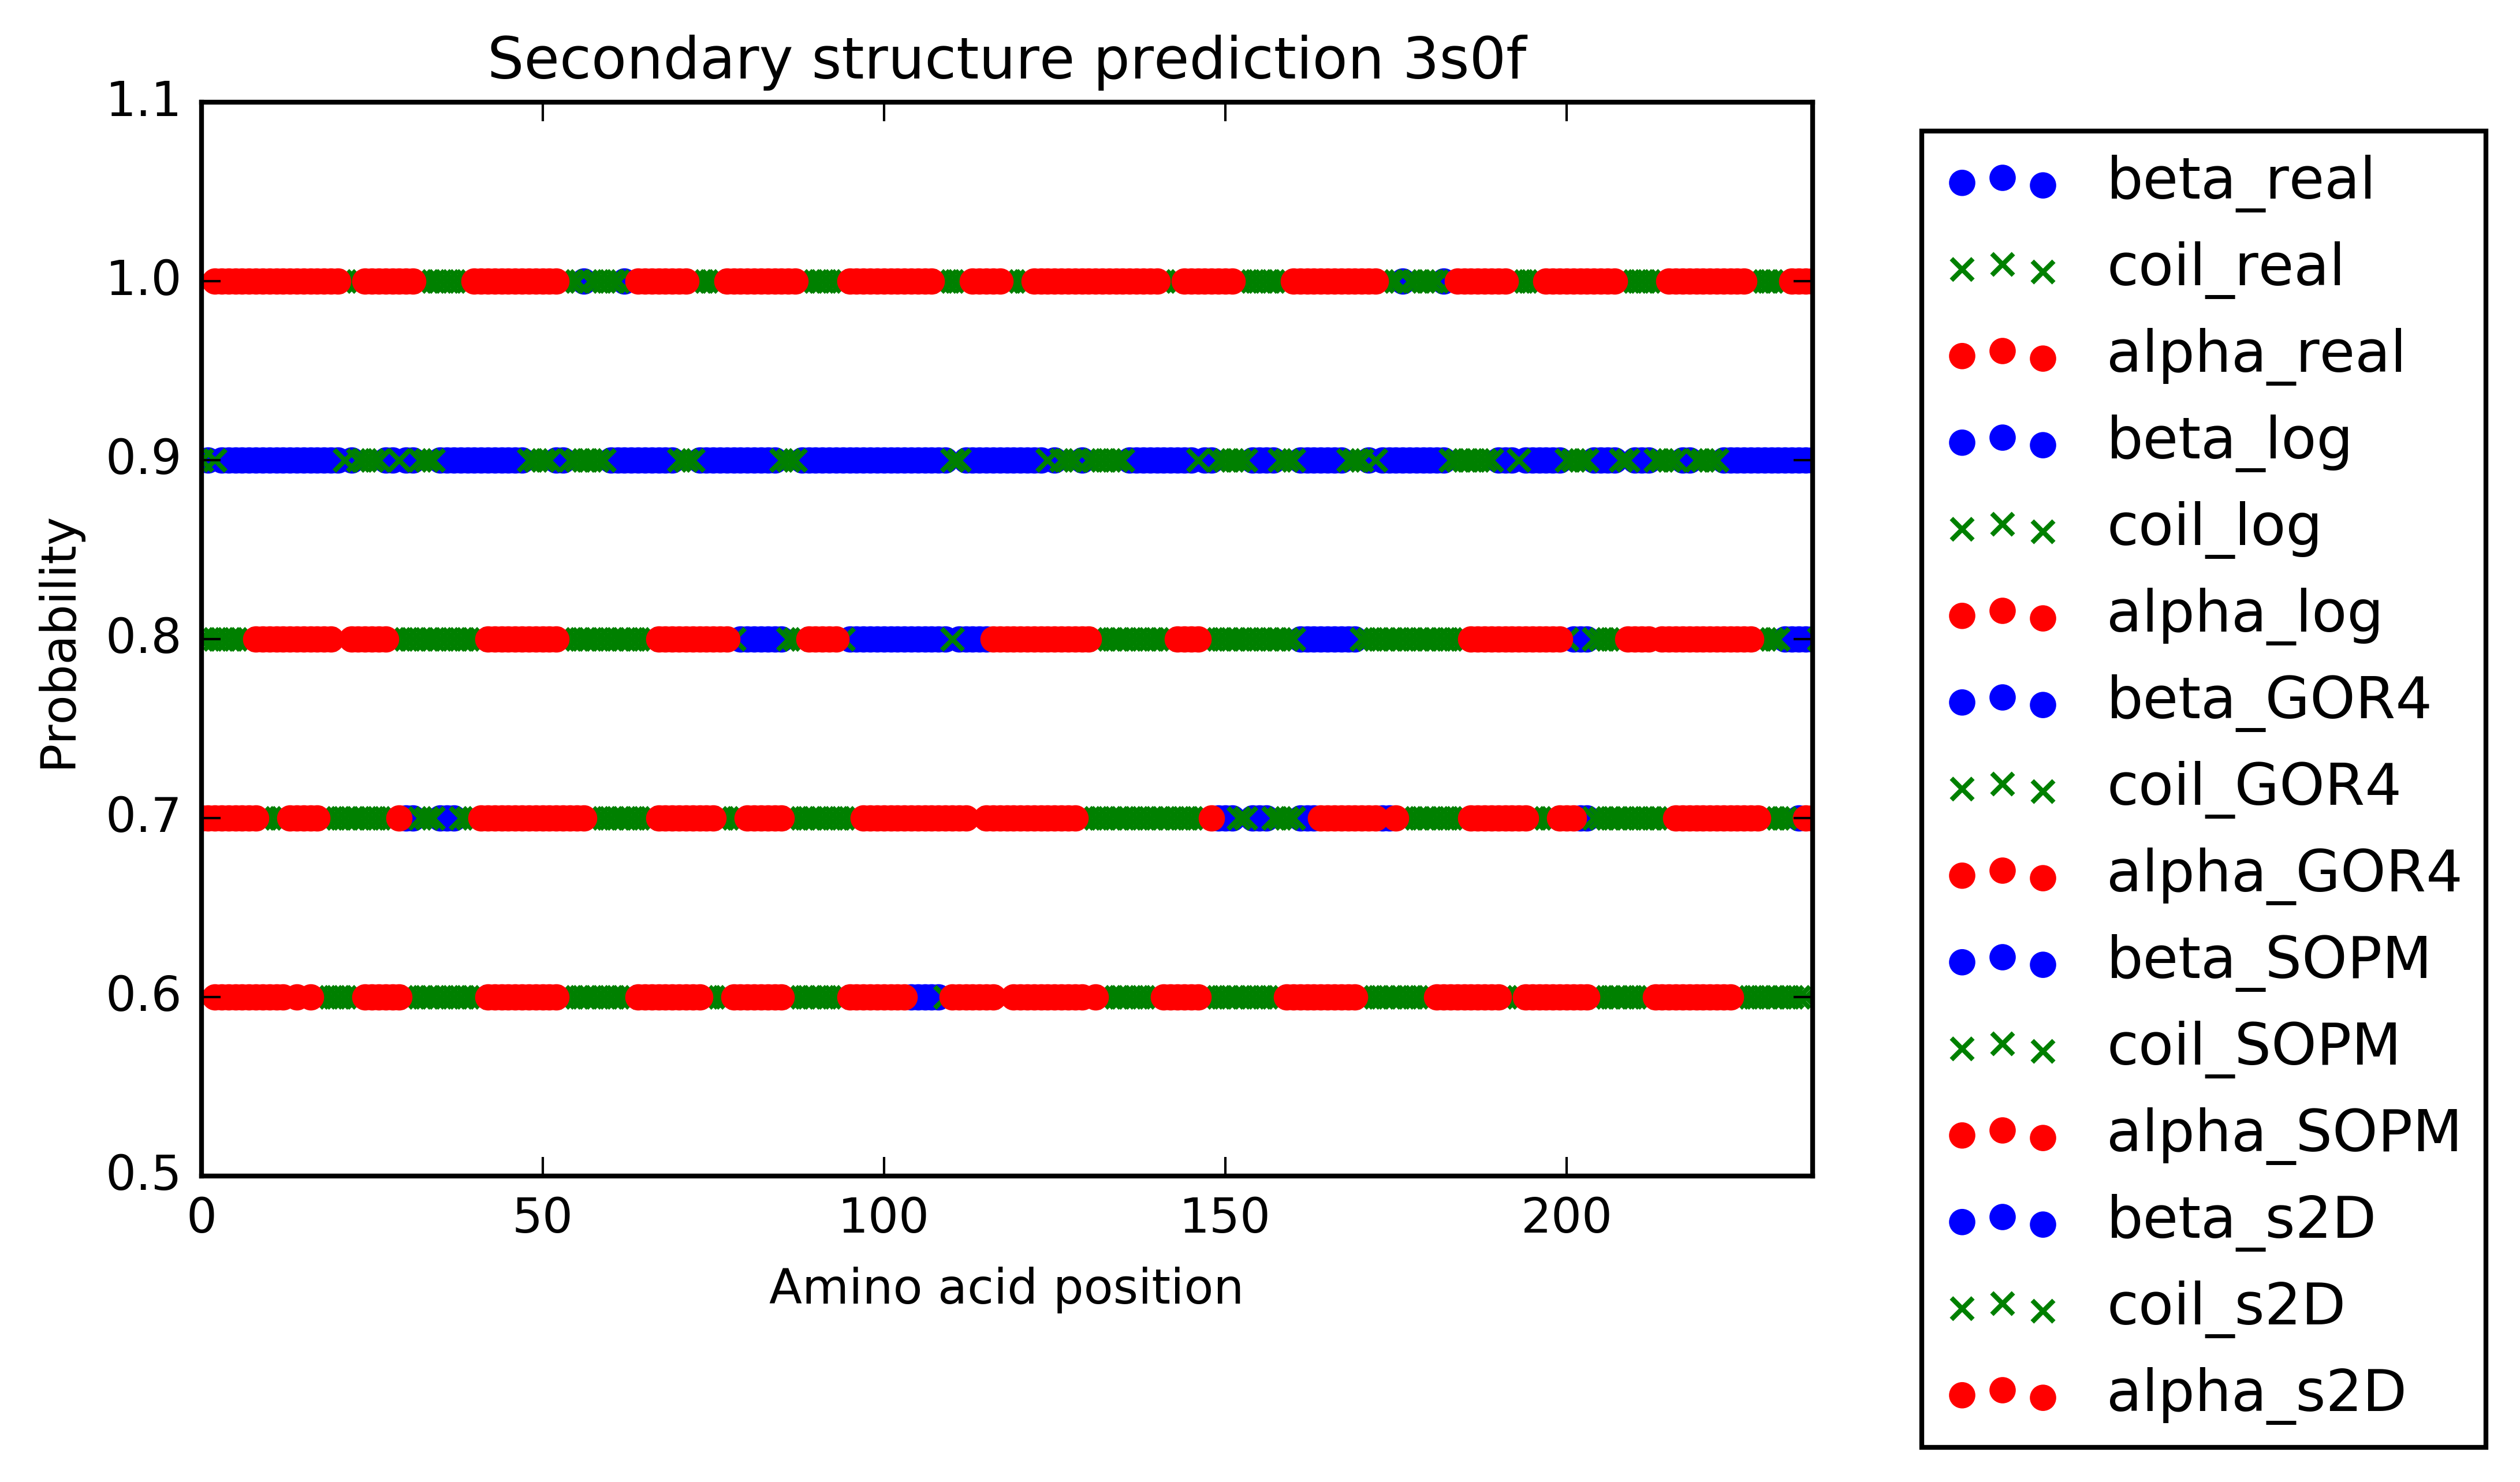 Secondary structure prediction 3s0f
1.1
1.0
0.9
0.8
0.7
0.6
0.5
Probability
0 50 100 150 200
Amino acid position
beta_real
coil_real
alpha_real
beta_log
coil_log
alpha_log
beta_GOR4
coil_GOR4
alpha_GOR4
beta_SOPM
coil_SOPM
alpha_SOPM
beta_s2D
coil_s2D
alpha_s2D